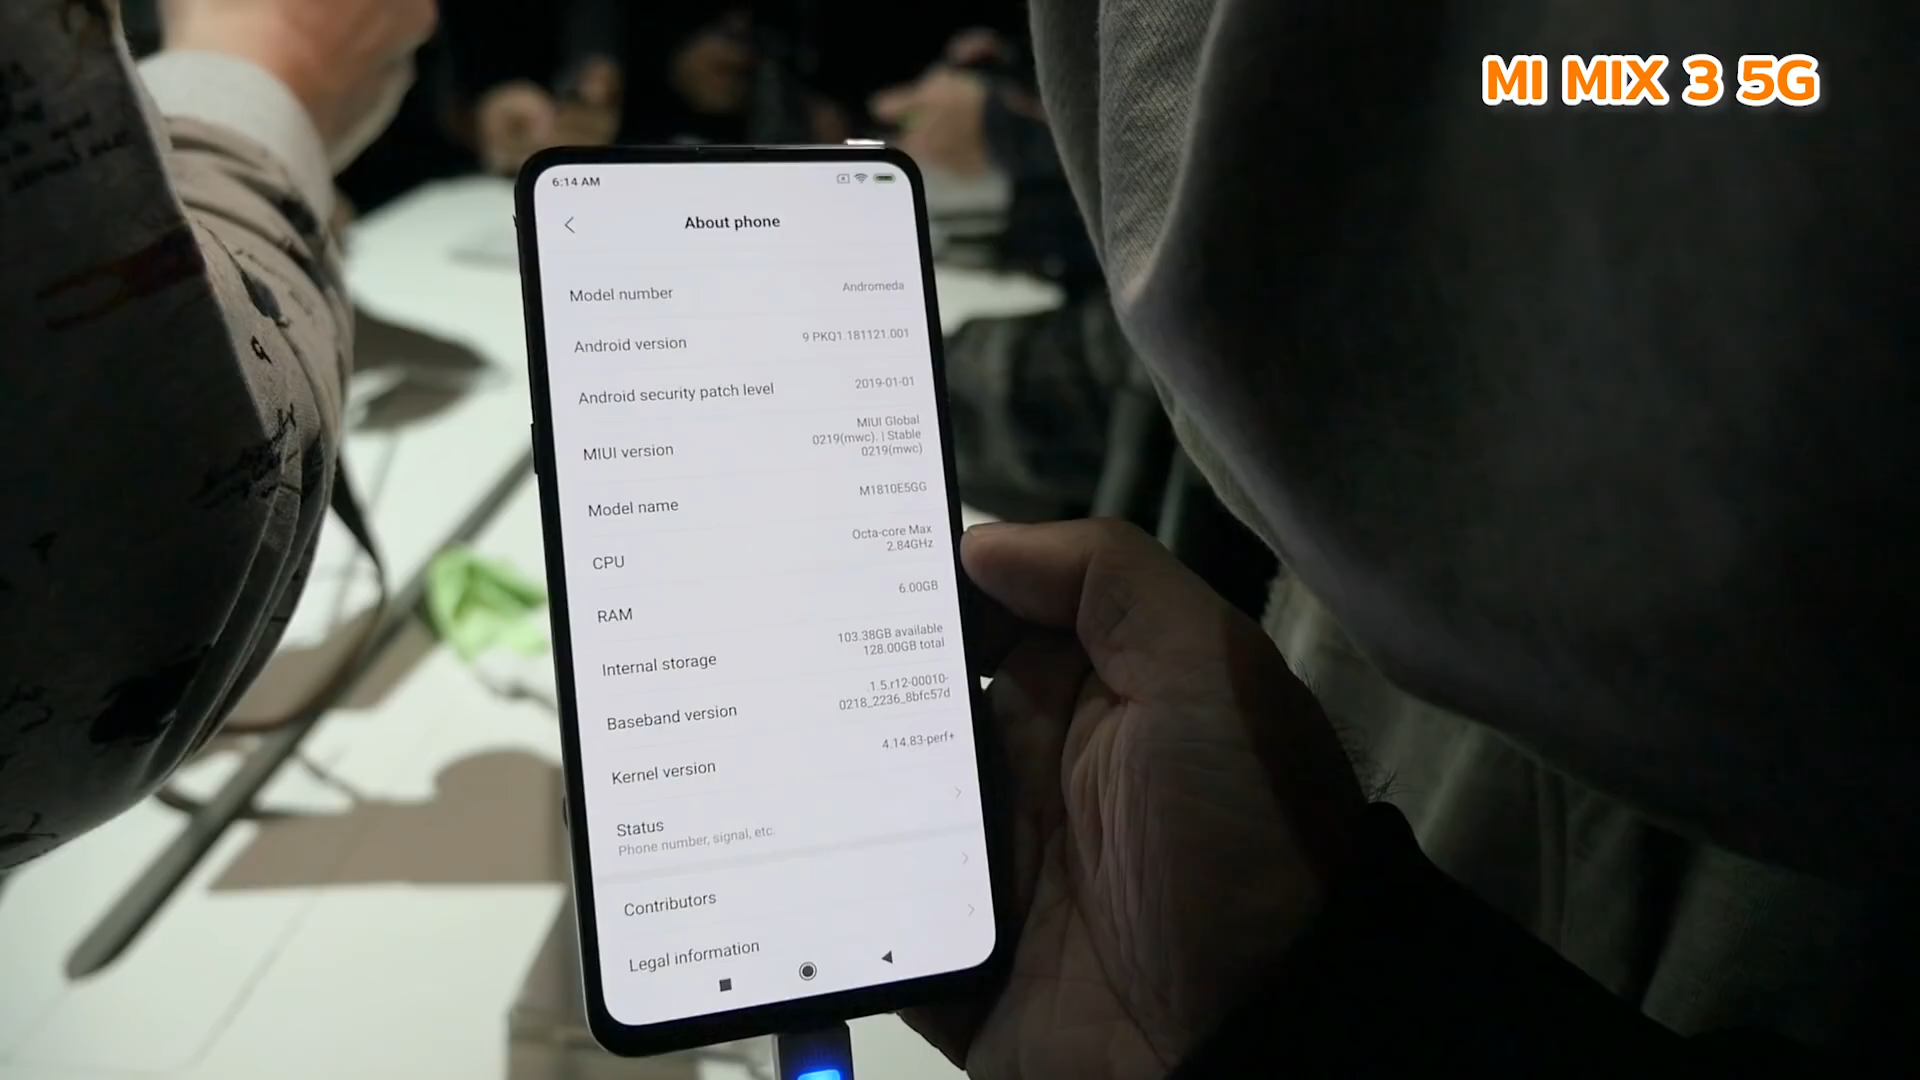 MI MIX 3 5G
6:14 AM
About phone
Model number
Andromeda
Android version
9 PKQ1.181121.001
Android security patch level
2019-01-01
MIUI version
MIUI Global
0219(mwc). | Stable
0219(mwc)
Model name
M1810E5GG
CPU
Octa-core Max
2.84GHz
RAM
6.00GB
Internal storage
103.38GB available
128.00GB total
Baseband version
.1.5.r12-00010-
0218_2236_8bfc57d
Kernel version
4.14.83-perf+
Status
Phone number, signal, etc.
Contributors
Legal information